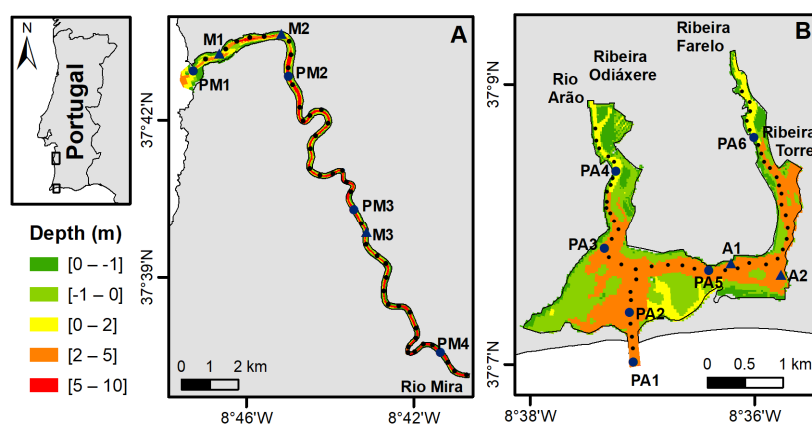 N
Portugal
Depth (m)
[0 – -1]
[-1 – 0]
[0 – 2]
[2 – 5]
[5 – 10]
A
M1
M2
PM1
PM2
PM3
M3
PM4
Rio Mira
0 1 2 km
37°42'N
37°39'N
8°46'W
8°42'W
B
Ribeira
Farelo
Ribeira
Odiáxere
Rio
Arão
Ribeira
Torre
PA6
PA4
PA3
A1
PA5
A2
PA2
PA1
0 0.5 1 km
37°9'N
37°7'N
8°38'W
8°36'W